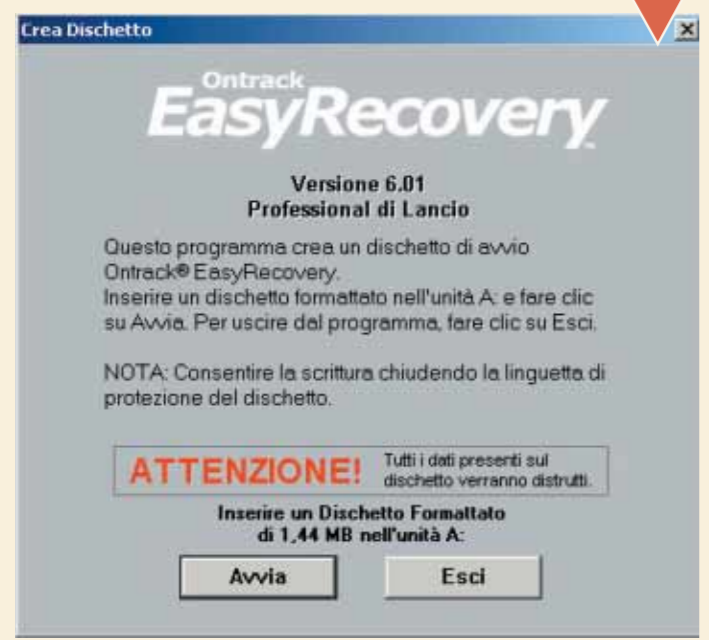 Crea Dischetto
Ontrack
EasyRecovery
Versione 6.01
Professional di Lancio
Questo programma crea un dischetto di avvio
Ontrack® EasyRecovery.
Inserire un dischetto formattato nell'unità A: e fare clic
su Avvia. Per uscire dal programma, fare clic su Esci.
NOTA: Consentire la scrittura chiudendo la linguetta di
protezione del dischetto.
ATTENZIONE!
Tutti i dati presenti sul
dischetto verranno distrutti.
Inserire un Dischetto Formattato
di 1,44 MB nell'unità A:
Avvia
Esci